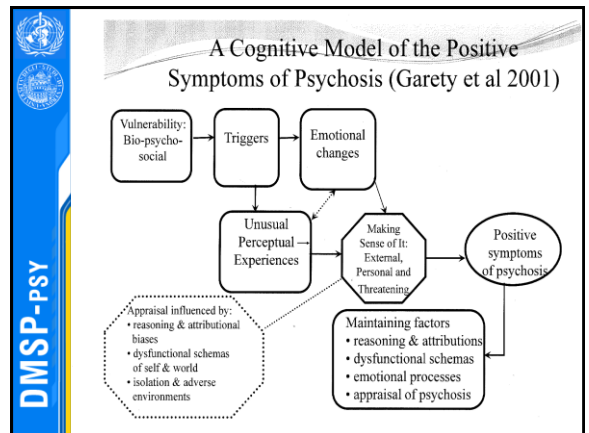 A Cognitive Model of the Positive
Symptoms of Psychosis (Garety et al 2001)
Vulnerability:
Bio-psycho-
social
Triggers
Emotional
changes
Unusual
Perceptual
Experiences
Making
Sense of It:
External,
Personal and
Threatening
Positive
symptoms
of psychosis
Appraisal influenced by:
• reasoning & attributional
biases
• dysfunctional schemas
of self & world
• isolation & adverse
environments
Maintaining factors
• reasoning & attributions
• dysfunctional schemas
• emotional processes
• appraisal of psychosis
DMSP-PSY